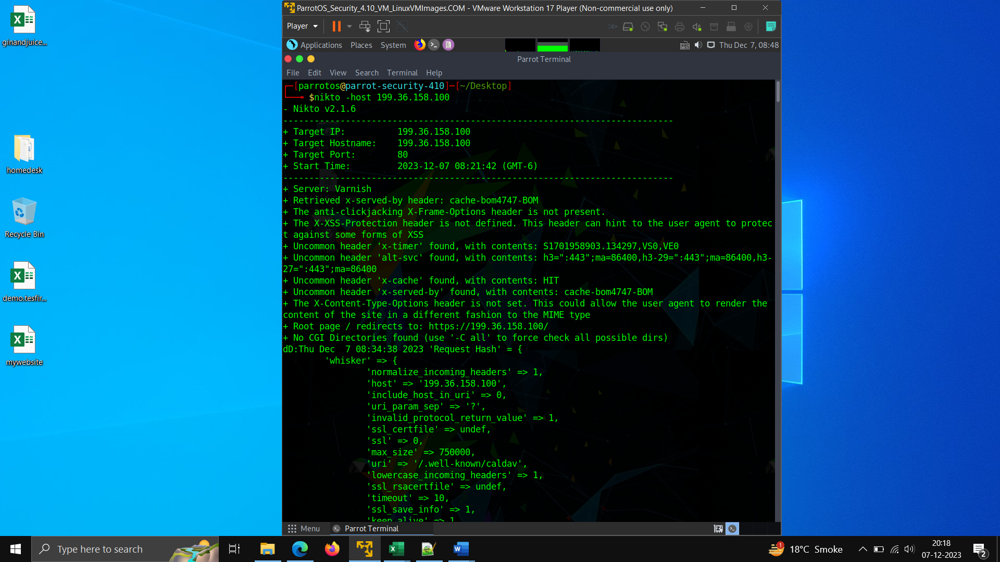 ginandjuice...
homedesk
Recycle Bin
demo.tesfir...
mywebsite
ParrotOS_Security_4.10_VM_LinuxVMImages.COM - VMware Workstation 17 Player (Non-commercial use only)
Player
Applications Places System
Thu Dec 7, 08:48
Parrot Terminal
File Edit View Search Terminal Help
[parrotos@parrot-security-410]─[~/Desktop]
$nikto -host 199.36.158.100
- Nikto v2.1.6
---------------------------------------------------------------------------
+ Target IP:          199.36.158.100
+ Target Hostname:    199.36.158.100
+ Target Port:        80
+ Start Time:         2023-12-07 08:21:42 (GMT-6)
---------------------------------------------------------------------------
+ Server: Varnish
+ Retrieved x-served-by header: cache-bom4747-BOM
+ The anti-clickjacking X-Frame-Options header is not present.
+ The X-XSS-Protection header is not defined. This header can hint to the user agent to protec
t against some forms of XSS
+ Uncommon header 'x-timer' found, with contents: S1701958903.134297,VS0,VE0
+ Uncommon header 'alt-svc' found, with contents: h3=":443";ma=86400,h3-29=":443";ma=86400,h3-
27=":443";ma=86400
+ Uncommon header 'x-cache' found, with contents: HIT
+ Uncommon header 'x-served-by' found, with contents: cache-bom4747-BOM
+ The X-Content-Type-Options header is not set. This could allow the user agent to render the
content of the site in a different fashion to the MIME type
+ Root page / redirects to: https://199.36.158.100/
+ No CGI Directories found (use '-C all' to force check all possible dirs)
dD:Thu Dec  7 08:34:38 2023 'Request Hash' = {
'whisker' => {
'normalize_incoming_headers' => 1,
'host' => '199.36.158.100',
'include_host_in_uri' => 0,
'uri_param_sep' => '?',
'invalid_protocol_return_value' => 1,
'ssl_certfile' => undef,
'ssl' => 0,
'max_size' => 750000,
'uri' => '/.well-known/caldav',
'lowercase_incoming_headers' => 1,
'ssl_rsacertfile' => undef,
'timeout' => 10,
'ssl_save_info' => 1,
'keep_alive' => 1
Menu
Parrot Terminal
Type here to search
1
18°C Smoke
20:18
07-12-2023
2